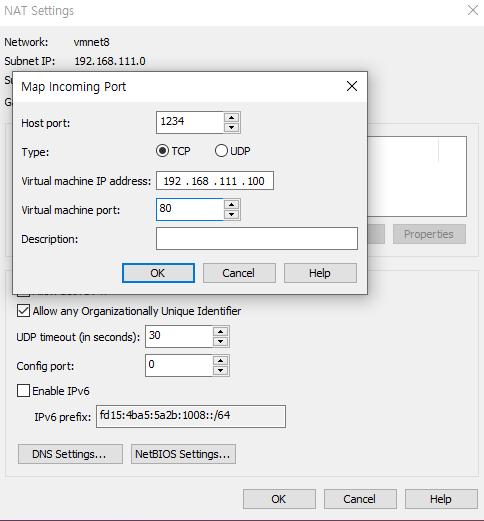 NAT Settings
Network: vmnet8
Subnet IP: 192.168.111.0
Map Incoming Port
Host port: 1234
Type: TCP UDP
Virtual machine IP address: 192 . 168 . 111 . 100
Virtual machine port: 80
Description:
OK Cancel Help
Properties
Allow any Organizationally Unique Identifier
UDP timeout (in seconds): 30
Config port: 0
Enable IPv6
IPv6 prefix: fd15:4ba5:5a2b:1008::/64
DNS Settings... NetBIOS Settings...
OK Cancel Help